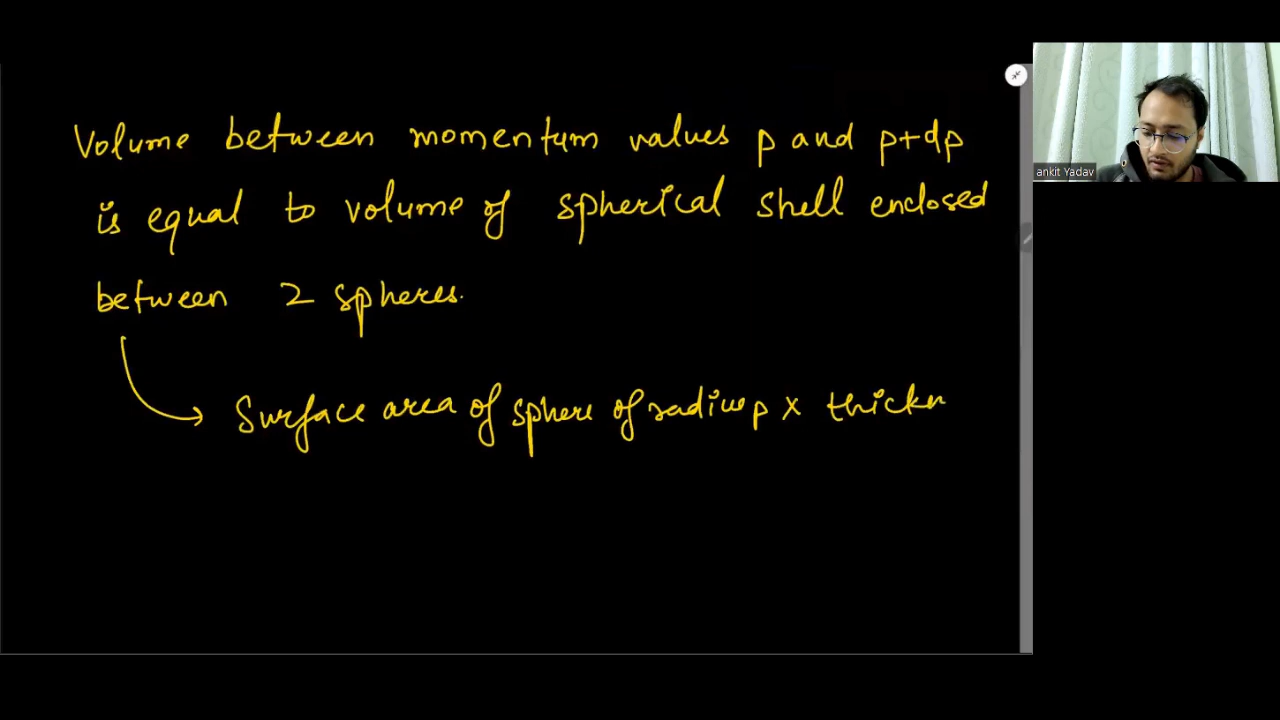 Volume between momentum values p and p+dp
is equal to volume of spherical shell enclosed
between 2 spheres.
Surface area of sphere of radius p x thickn
ankit Yadav